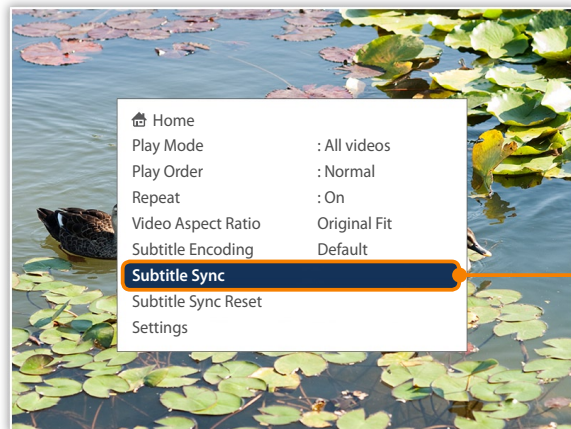 Home
Play Mode : All videos
Play Order : Normal
Repeat : On
Video Aspect Ratio Original Fit
Subtitle Encoding Default
Subtitle Sync
Subtitle Sync Reset
Settings